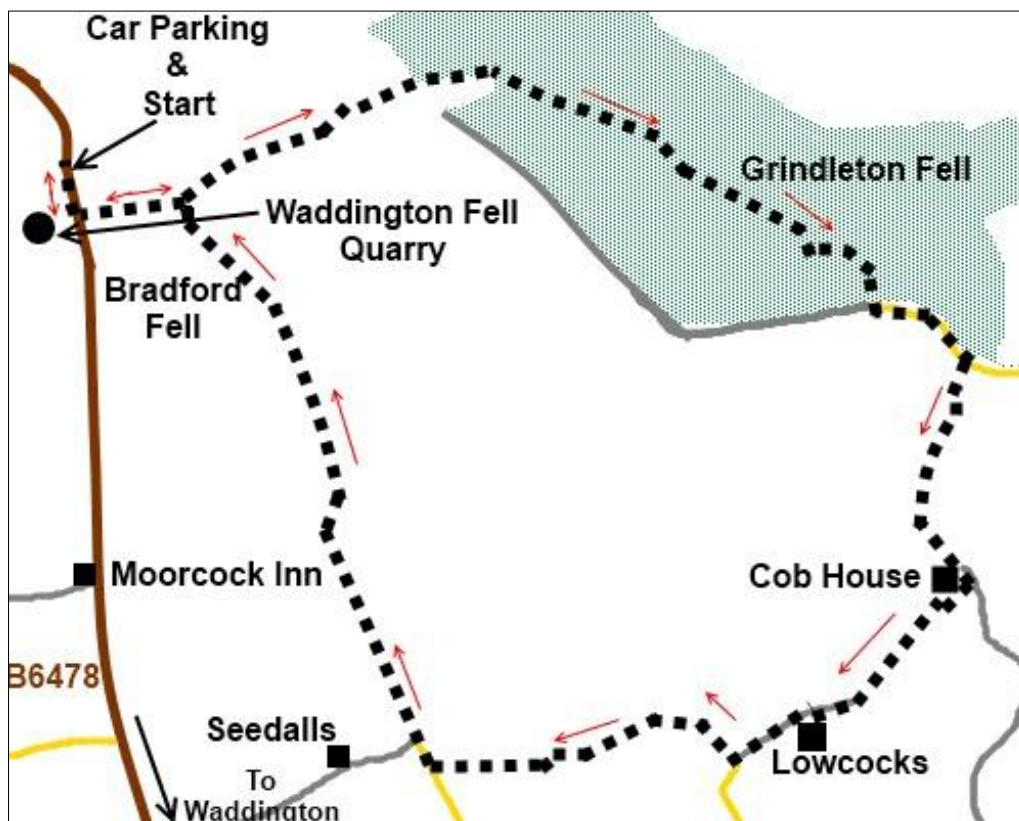 Car Parking
&
Start
Grindleton Fell
Waddington Fell
Quarry
Bradford
Fell
Moorcock Inn
Cob House
B6478
Seedalls
To
Waddington
Lowcocks